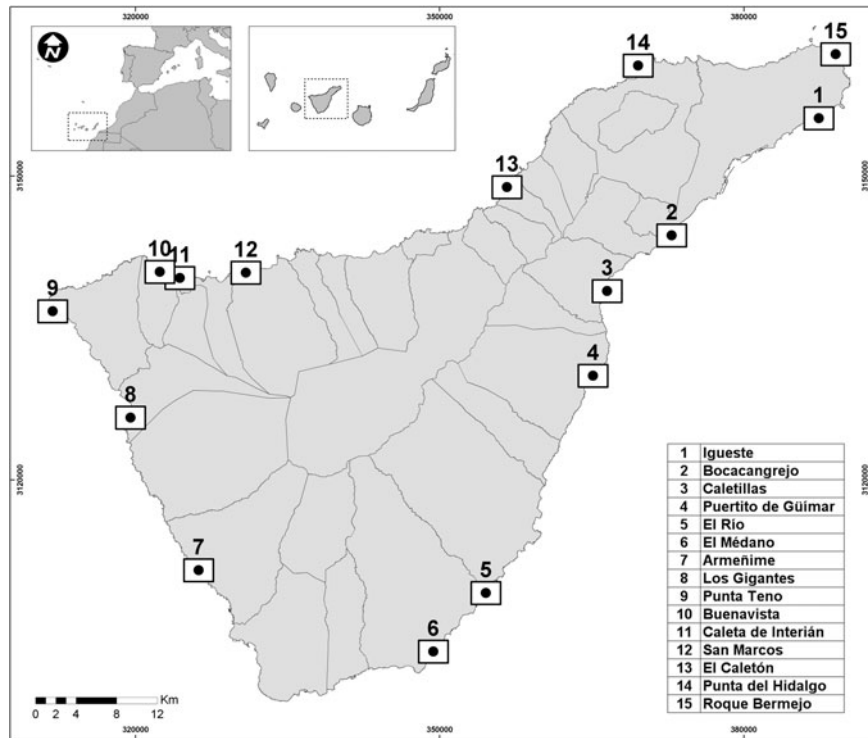 320000 350000 380000
N
15
14
1
3150000 3150000
13
2
10 11 12
3
9
4
8
3120000 3120000
1 Igueste
2 Bocacangrejo
3 Caletillas
4 Puertito de Güímar
5 El Río
6 El Médano
7 Armeñime
8 Los Gigantes
9 Punta Teno
10 Buenavista
11 Caleta de Interián
12 San Marcos
13 El Caletón
14 Punta del Hidalgo
15 Roque Bermejo
7
5
6
Km
0 2 4 8 12
320000 350000 380000